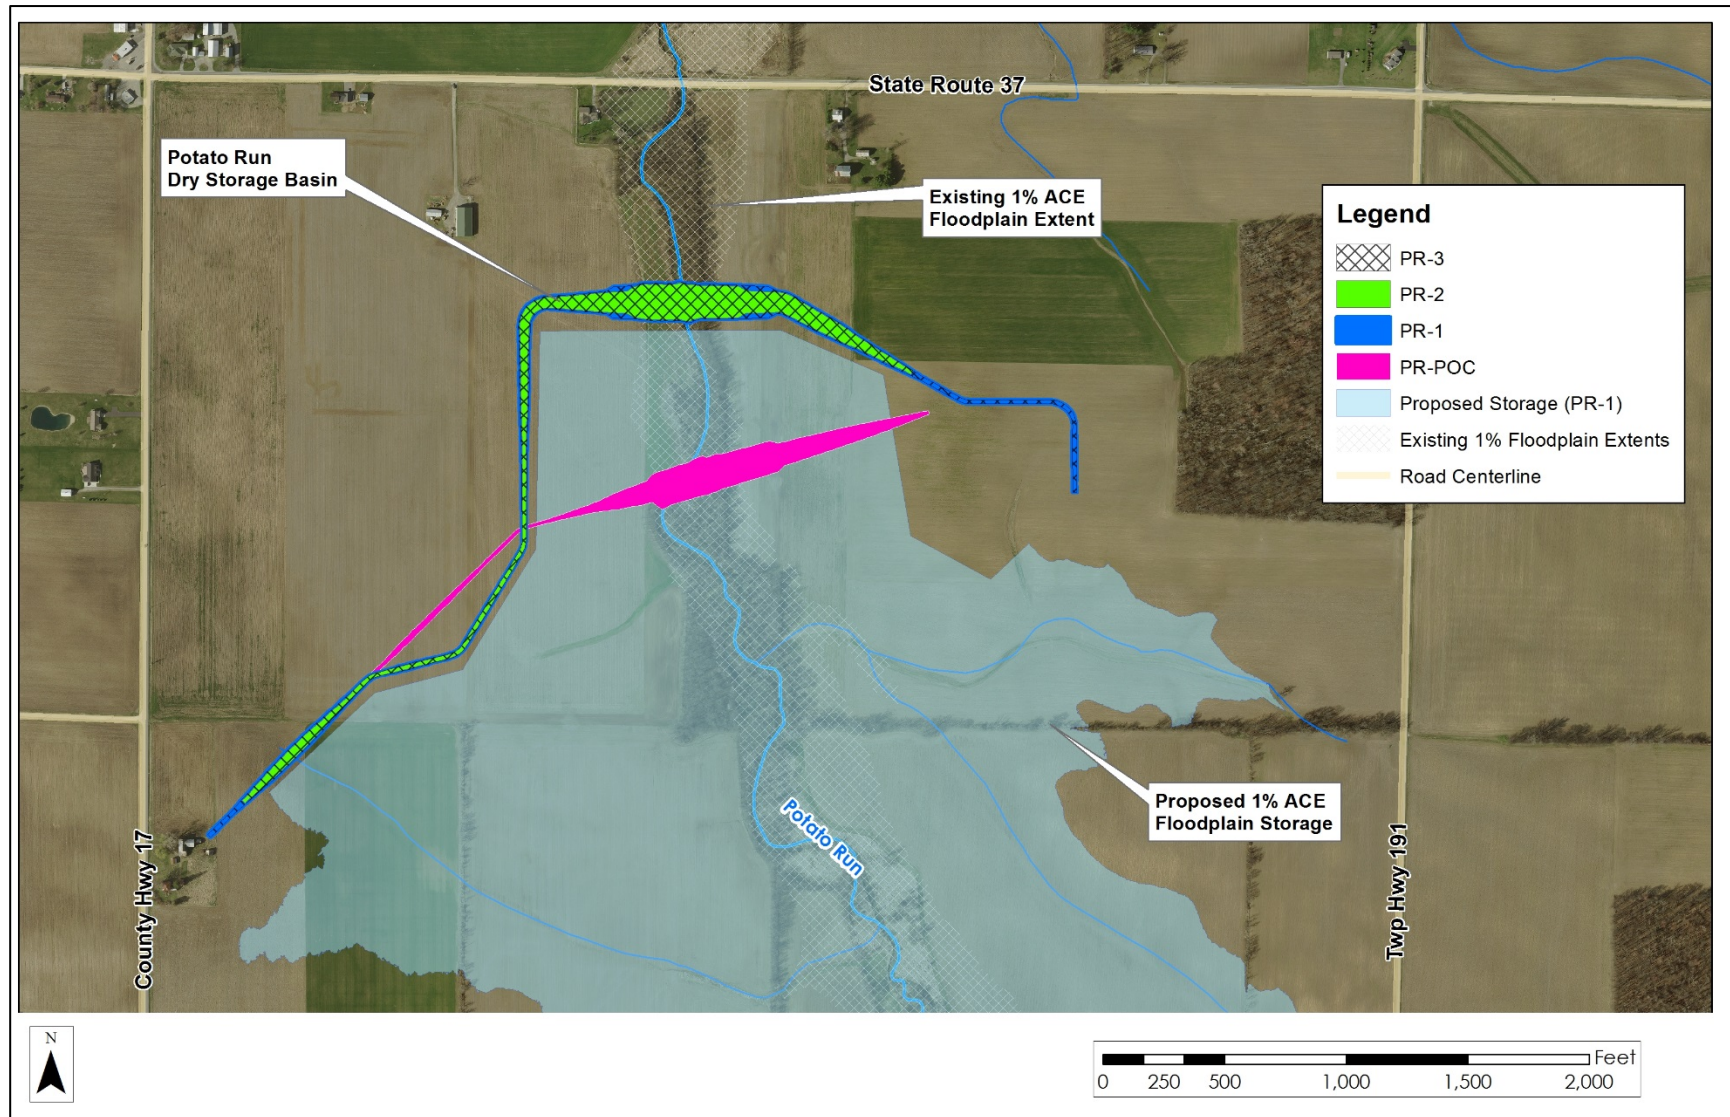 State Route 37
Potato Run
Dry Storage Basin
Existing 1% ACE
Floodplain Extent
Legend
PR-3
PR-2
PR-1
PR-POC
Proposed Storage (PR-1)
Existing 1% Floodplain Extents
Road Centerline
Proposed 1% ACE
Floodplain Storage
Potato Run
County Hwy 17
Twp Hwy 191
N
Feet
0 250 500 1,000 1,500 2,000